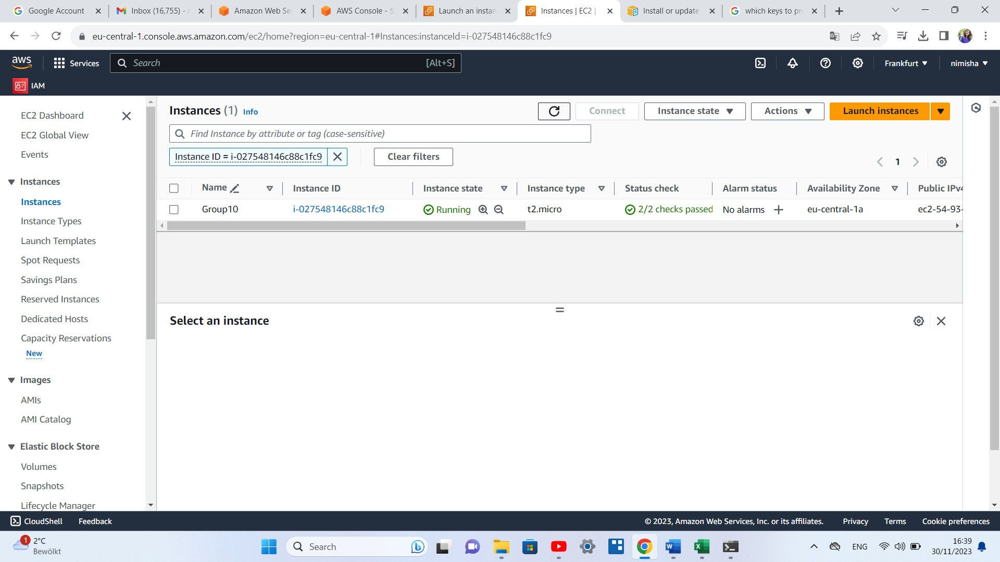 Google Account
Inbox (16,755) -
Amazon Web Se
AWS Console - S
Launch an instan
Instances | EC2 |
Install or update
which keys to pr
eu-central-1.console.aws.amazon.com/ec2/home?region=eu-central-1#Instances:instanceId=i-027548146c88c1fc9
aws
Services
Search
[Alt+S]
Frankfurt
nimisha
IAM
EC2 Dashboard
EC2 Global View
Events
Instances
Instances
Instance Types
Launch Templates
Spot Requests
Savings Plans
Reserved Instances
Dedicated Hosts
Capacity Reservations
New
Images
AMIs
AMI Catalog
Elastic Block Store
Volumes
Snapshots
Lifecycle Manager
Instances (1) Info
Connect
Instance state
Actions
Launch instances
Find Instance by attribute or tag (case-sensitive)
Instance ID = i-027548146c88c1fc9
Clear filters
1
Name Instance ID Instance state Instance type Status check Alarm status Availability Zone Public IPv4
Group10 i-027548146c88c1fc9 Running t2.micro 2/2 checks passed No alarms eu-central-1a ec2-54-93-
Select an instance
CloudShell Feedback
© 2023, Amazon Web Services, Inc. or its affiliates. Privacy Terms Cookie preferences
1
2°C
Bewölkt
Search
ENG
16:39
30/11/2023